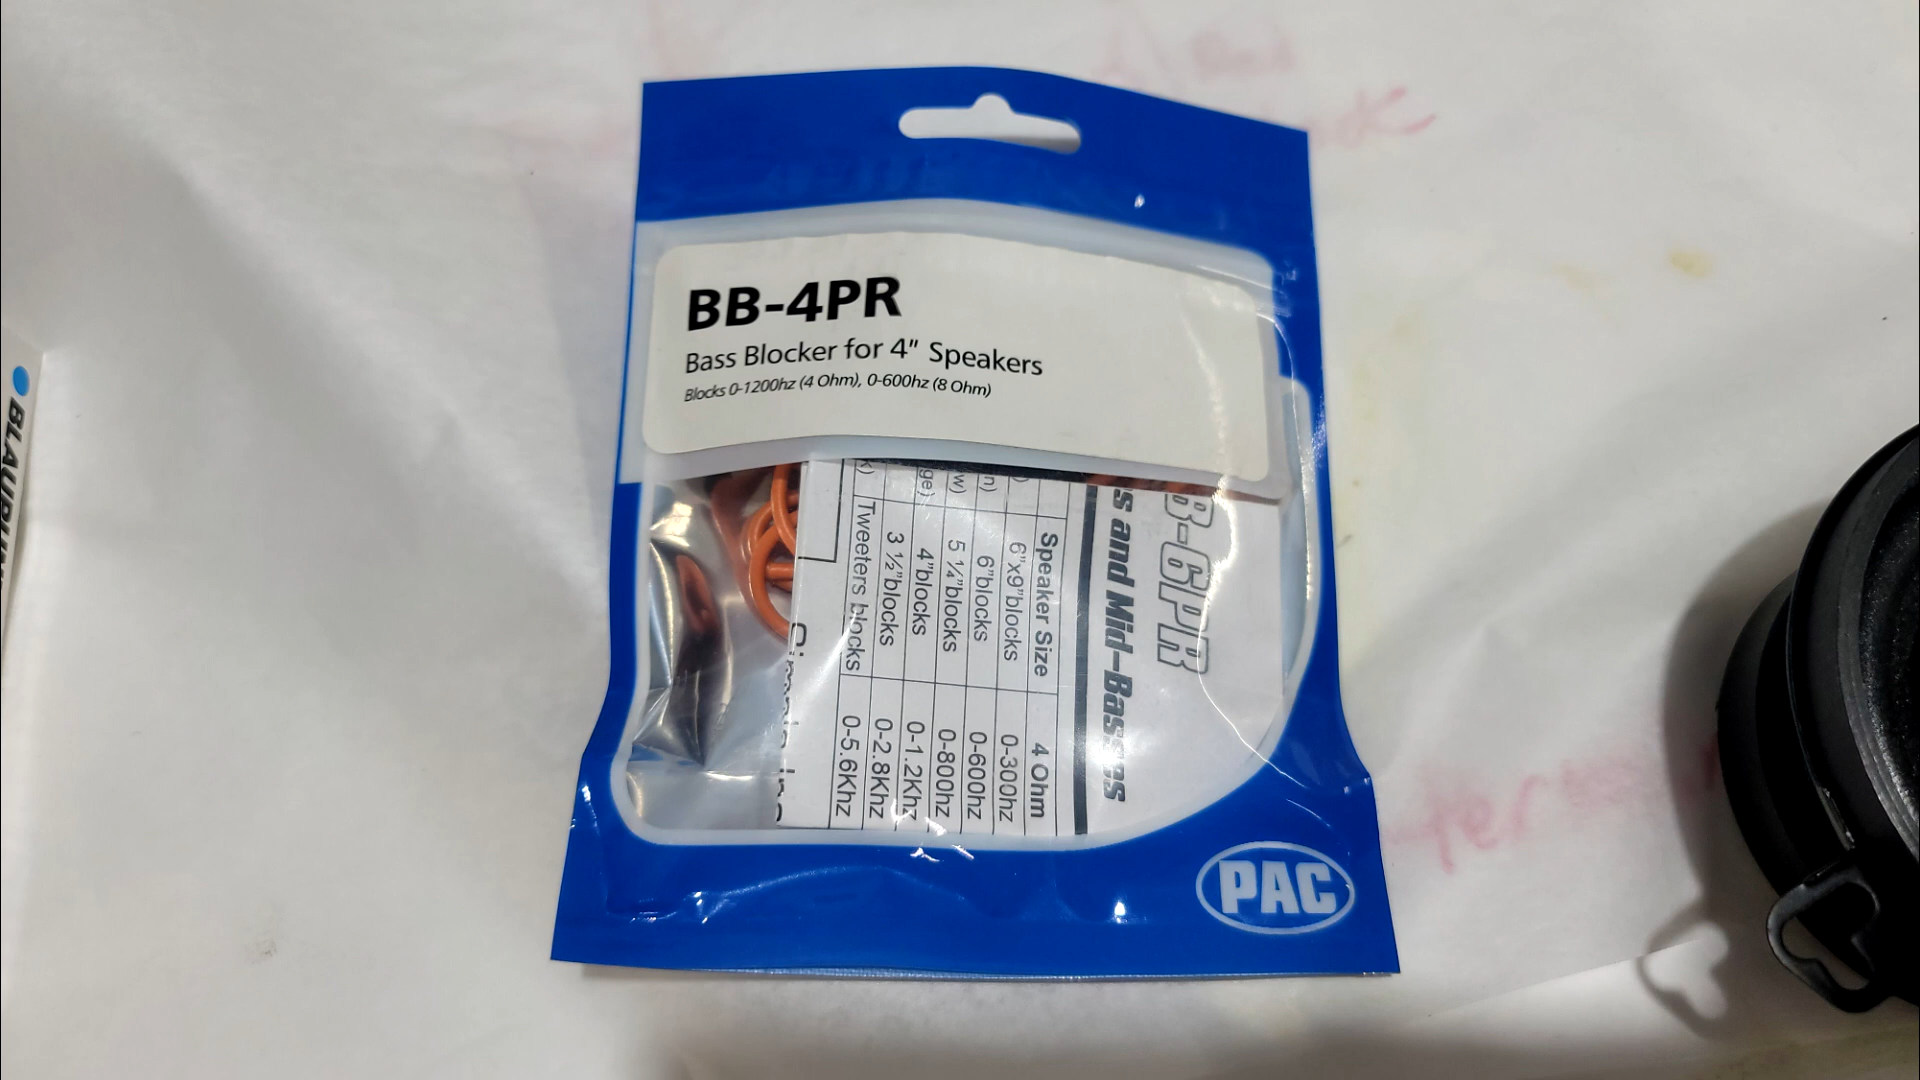 BB-4PR
Bass Blocker for 4" Speakers
Blocks 0-1200hz (4 Ohm), 0-600hz (8 Ohm)
B-6PR
s and Mid-Basses
Speaker Size 4 Ohm
6"x9"blocks 0-300hz
n) 6"blocks 0-600hz
w) 5 ¼"blocks 0-800hz
ge) 4"blocks 0-1.2Khz
3 ½"blocks 0-2.8Khz
Tweeters blocks 0-5.6Khz
PAC
BLAUPUN